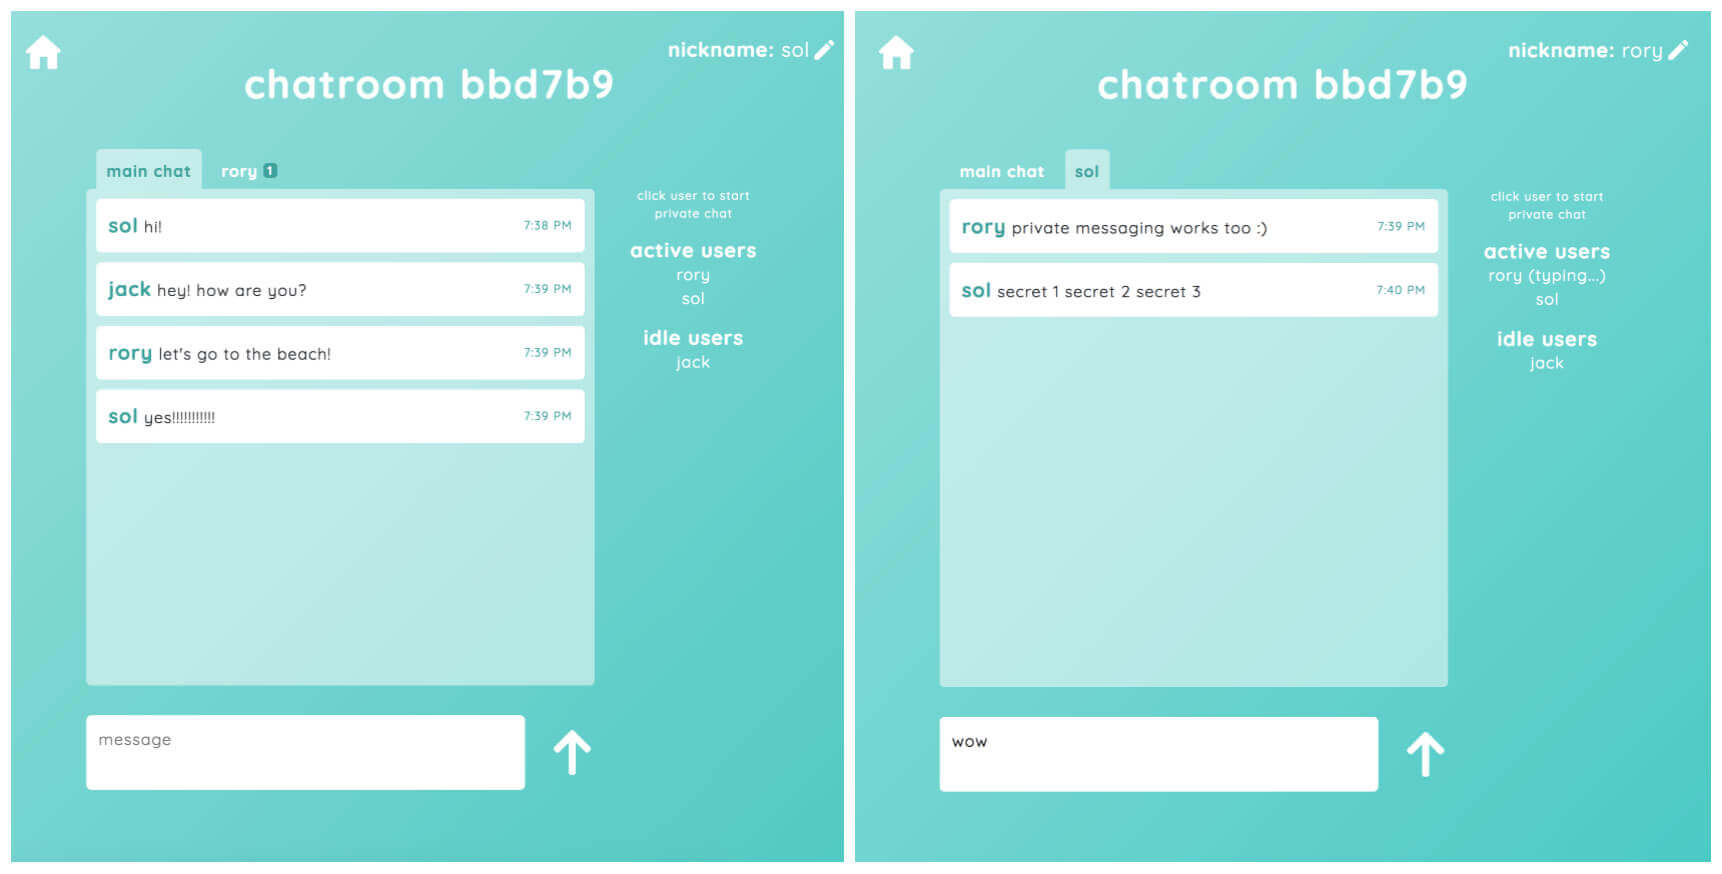 nickname: sol
chatroom bbd7b9
main chat
rory 1
sol hi! 7:38 PM
jack hey! how are you? 7:39 PM
rory let's go to the beach! 7:39 PM
sol yes!!!!!!!!!!! 7:39 PM
click user to start
private chat
active users
rory
sol
idle users
jack
message
nickname: rory
chatroom bbd7b9
main chat
sol
rory private messaging works too :) 7:39 PM
sol secret 1 secret 2 secret 3 7:40 PM
click user to start
private chat
active users
rory (typing...)
sol
idle users
jack
wow